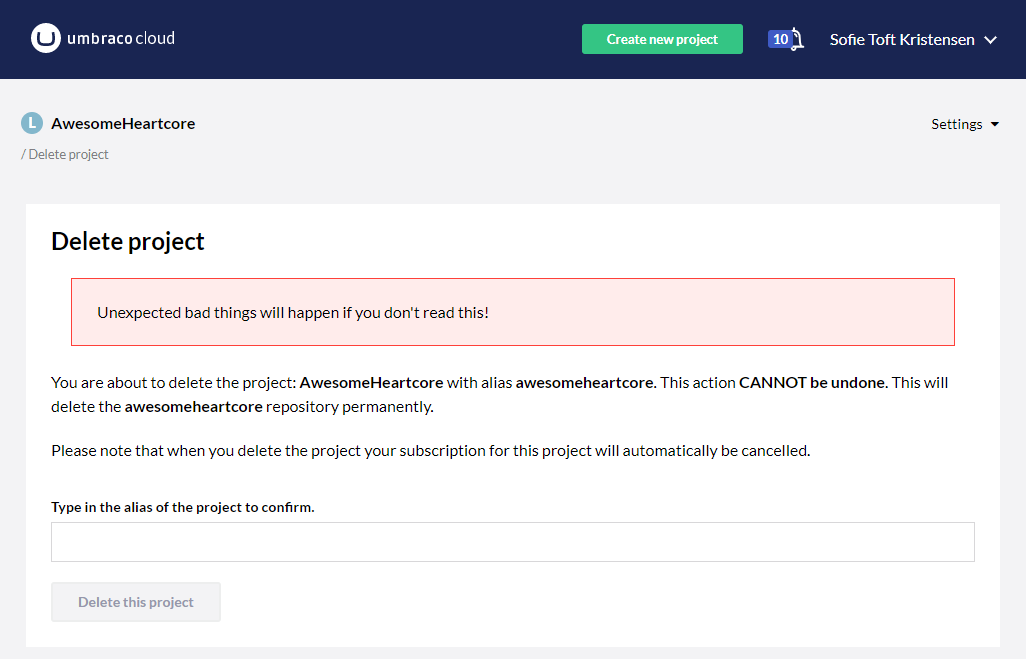 umbraco cloud
Create new project
10
Sofie Toft Kristensen
L AwesomeHeartcore
Settings
/ Delete project
Delete project
Unexpected bad things will happen if you don't read this!
You are about to delete the project: AwesomeHeartcore with alias awesomeheartcore. This action CANNOT be undone. This will
delete the awesomeheartcore repository permanently.
Please note that when you delete the project your subscription for this project will automatically be cancelled.
Type in the alias of the project to confirm.
Delete this project